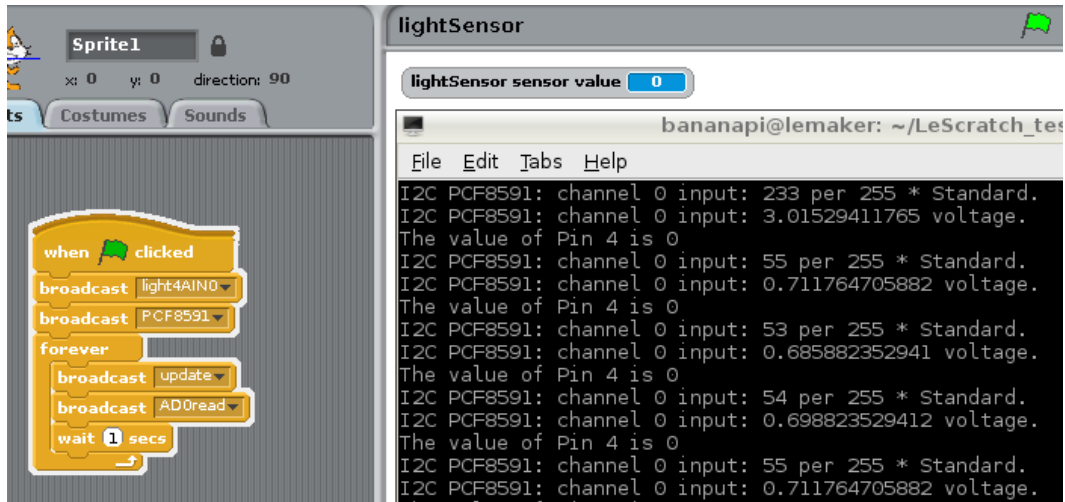 Sprite1
x: 0 y: 0 direction: 90
ts Costumes Sounds
when clicked
broadcast light4AIN0
broadcast PCF8591
forever
broadcast update
broadcast AD0read
wait 1 secs
lightSensor
lightSensor sensor value 0
bananapi@lemaker: ~/LeScratch_tes
File Edit Tabs Help
I2C PCF8591: channel 0 input: 233 per 255 * Standard.
I2C PCF8591: channel 0 input: 3.01529411765 voltage.
The value of Pin 4 is 0
I2C PCF8591: channel 0 input: 55 per 255 * Standard.
I2C PCF8591: channel 0 input: 0.711764705882 voltage.
The value of Pin 4 is 0
I2C PCF8591: channel 0 input: 53 per 255 * Standard.
I2C PCF8591: channel 0 input: 0.685882352941 voltage.
The value of Pin 4 is 0
I2C PCF8591: channel 0 input: 54 per 255 * Standard.
I2C PCF8591: channel 0 input: 0.698823529412 voltage.
The value of Pin 4 is 0
I2C PCF8591: channel 0 input: 55 per 255 * Standard.
I2C PCF8591: channel 0 input: 0.711764705882 voltage.